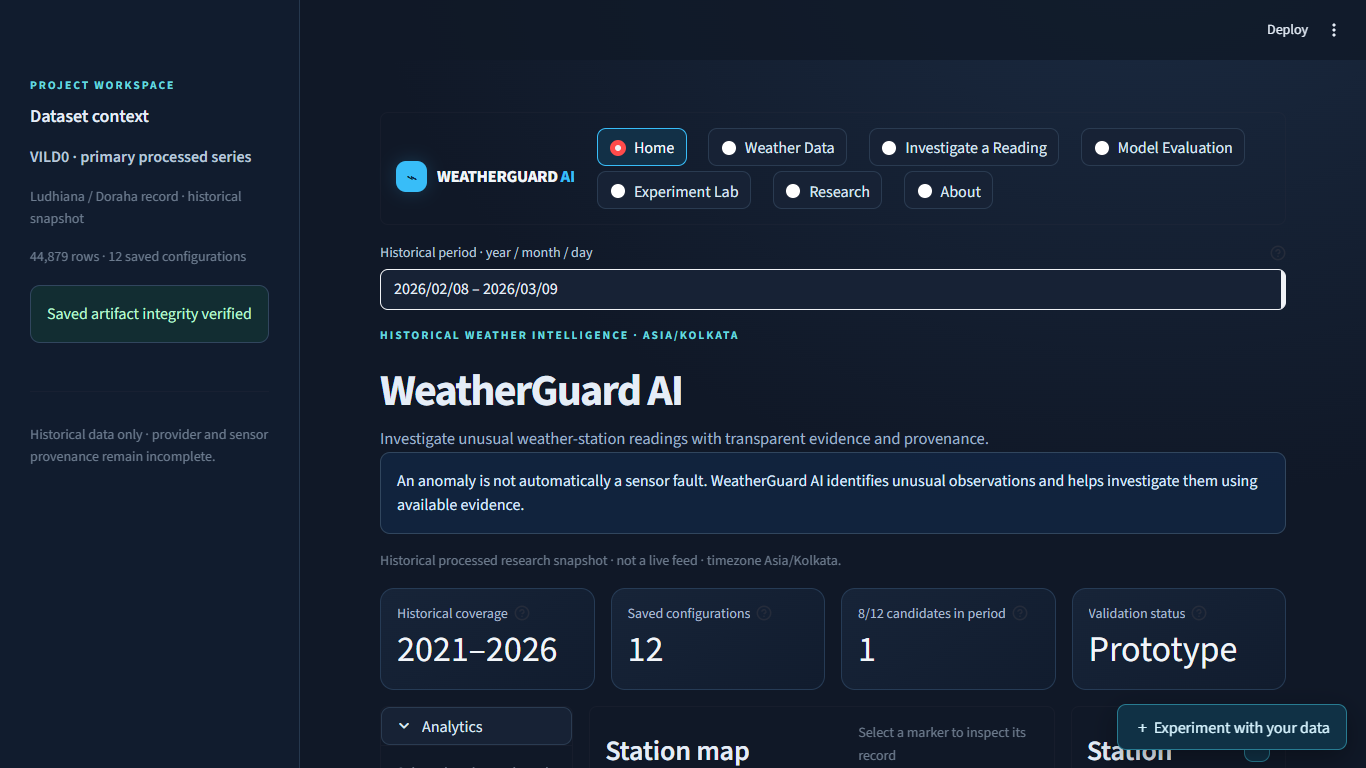 Deploy
PROJECT WORKSPACE
Dataset context
VILD0 · primary processed series
Ludhiana / Doraha record · historical
snapshot
44,879 rows · 12 saved configurations
Saved artifact integrity verified
Historical data only · provider and sensor
provenance remain incomplete.
WEATHERGUARD AI
Home
Weather Data
Investigate a Reading
Model Evaluation
Experiment Lab
Research
About
Historical period · year / month / day
2026/02/08 – 2026/03/09
HISTORICAL WEATHER INTELLIGENCE · ASIA/KOLKATA
WeatherGuard AI
Investigate unusual weather-station readings with transparent evidence and provenance.
An anomaly is not automatically a sensor fault. WeatherGuard AI identifies unusual observations and helps investigate them using
available evidence.
Historical processed research snapshot · not a live feed · timezone Asia/Kolkata.
Historical coverage
2021–2026
Saved configurations
12
8/12 candidates in period
1
Validation status
Prototype
Analytics
Station map
Select a marker to inspect its
record
Station
+ Experiment with your data